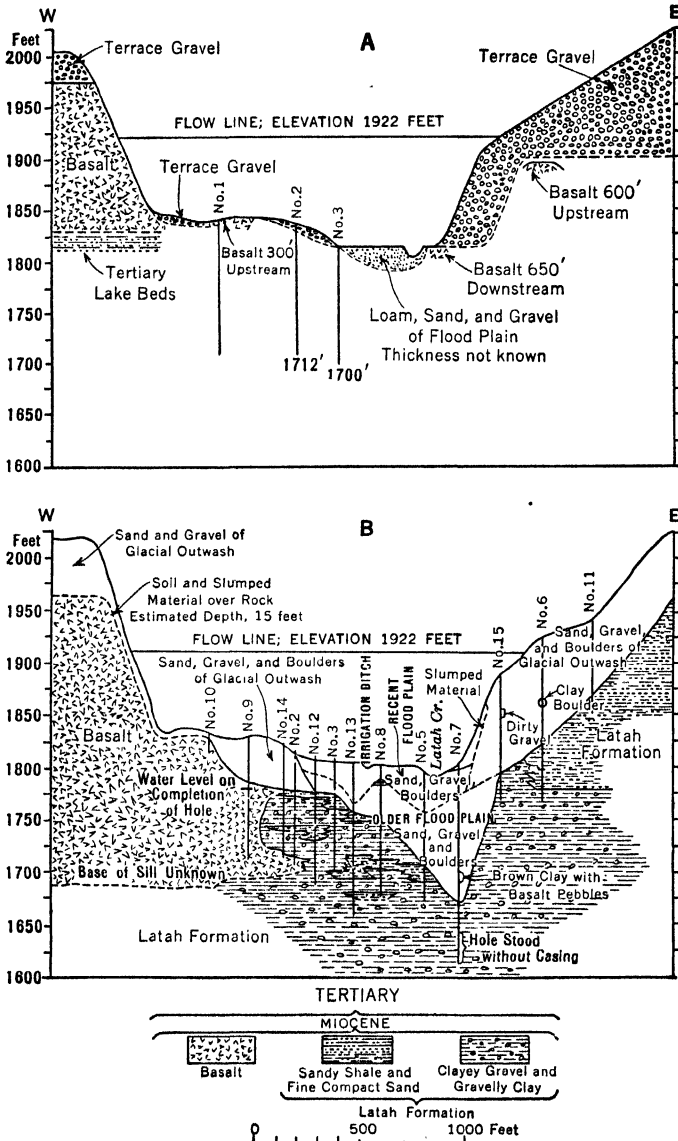 W
A
E
Feet
2000
1950
1900
1850
1800
1750
1700
1650
1600
Terrace Gravel
Terrace Gravel
FLOW LINE; ELEVATION 1922 FEET
Basalt
Terrace Gravel
No.1
No.2
No.3
Basalt 600'
Upstream
Basalt 300'
Upstream
Tertiary
Lake Beds
Basalt 650'
Downstream
Loam, Sand, and Gravel
of Flood Plain
Thickness not known
1712'
1700'
W
B
E
Feet
2000
1950
1900
1850
1800
1750
1700
1650
1600
Sand and Gravel of
Glacial Outwash
Soil and Slumped
Material over Rock
Estimated Depth, 15 feet
FLOW LINE; ELEVATION 1922 FEET
Sand, Gravel, and Boulders
of Glacial Outwash
No.10
No.9
No.14
No.2
No.12
No.3
No.13
IRRIGATION DITCH
No.8
RECENT
FLOOD PLAIN
No.5
Latah Cr.
No.7
Slumped
Material
No.15
No.6
No.11
Sand, Gravel,
and Boulders of
Glacial Outwash
Clay
Boulder
Dirty
Gravel
Latah
Formation
Basalt
Water Level on
Completion
of Hole
Sand, Gravel,
Boulders
OLDER FLOOD PLAIN
Sand, Gravel
and
Boulders
Base of Sill Unknown
Brown Clay with
Basalt Pebbles
Latah Formation
Hole Stood
without Casing
TERTIARY
MIOCENE
Basalt
Sandy Shale and
Fine Compact Sand
Clayey Gravel and
Gravelly Clay
Latah Formation
0 500 1000 Feet